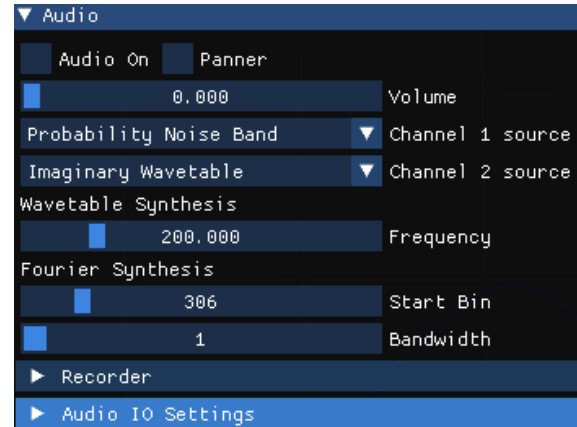 Audio
Audio On Panner
0.000 Volume
Probability Noise Band Channel 1 source
Imaginary Wavetable Channel 2 source
Wavetable Synthesis
200.000 Frequency
Fourier Synthesis
306 Start Bin
1 Bandwidth
Recorder
Audio IO Settings